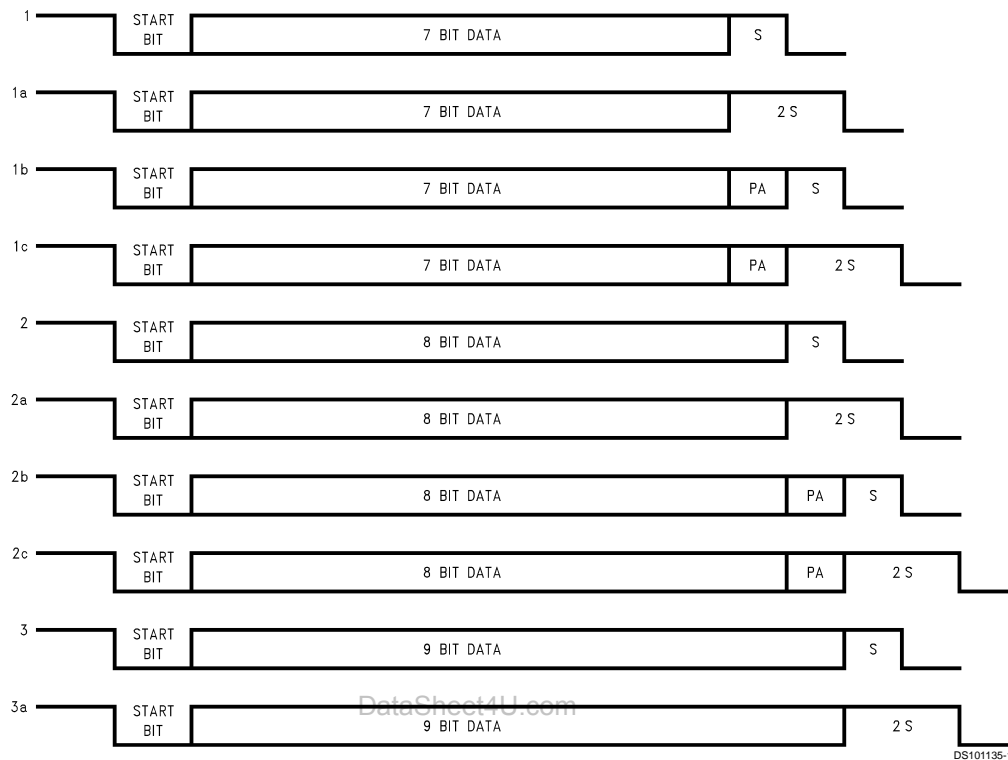 1 START BIT 7 BIT DATA S
1a START BIT 7 BIT DATA 2 S
1b START BIT 7 BIT DATA PA S
1c START BIT 7 BIT DATA PA 2 S
2 START BIT 8 BIT DATA S
2a START BIT 8 BIT DATA 2 S
2b START BIT 8 BIT DATA PA S
2c START BIT 8 BIT DATA PA 2 S
3 START BIT 9 BIT DATA S
3a START BIT 9 BIT DATA 2 S
DataSheet4U.com
DS101135-